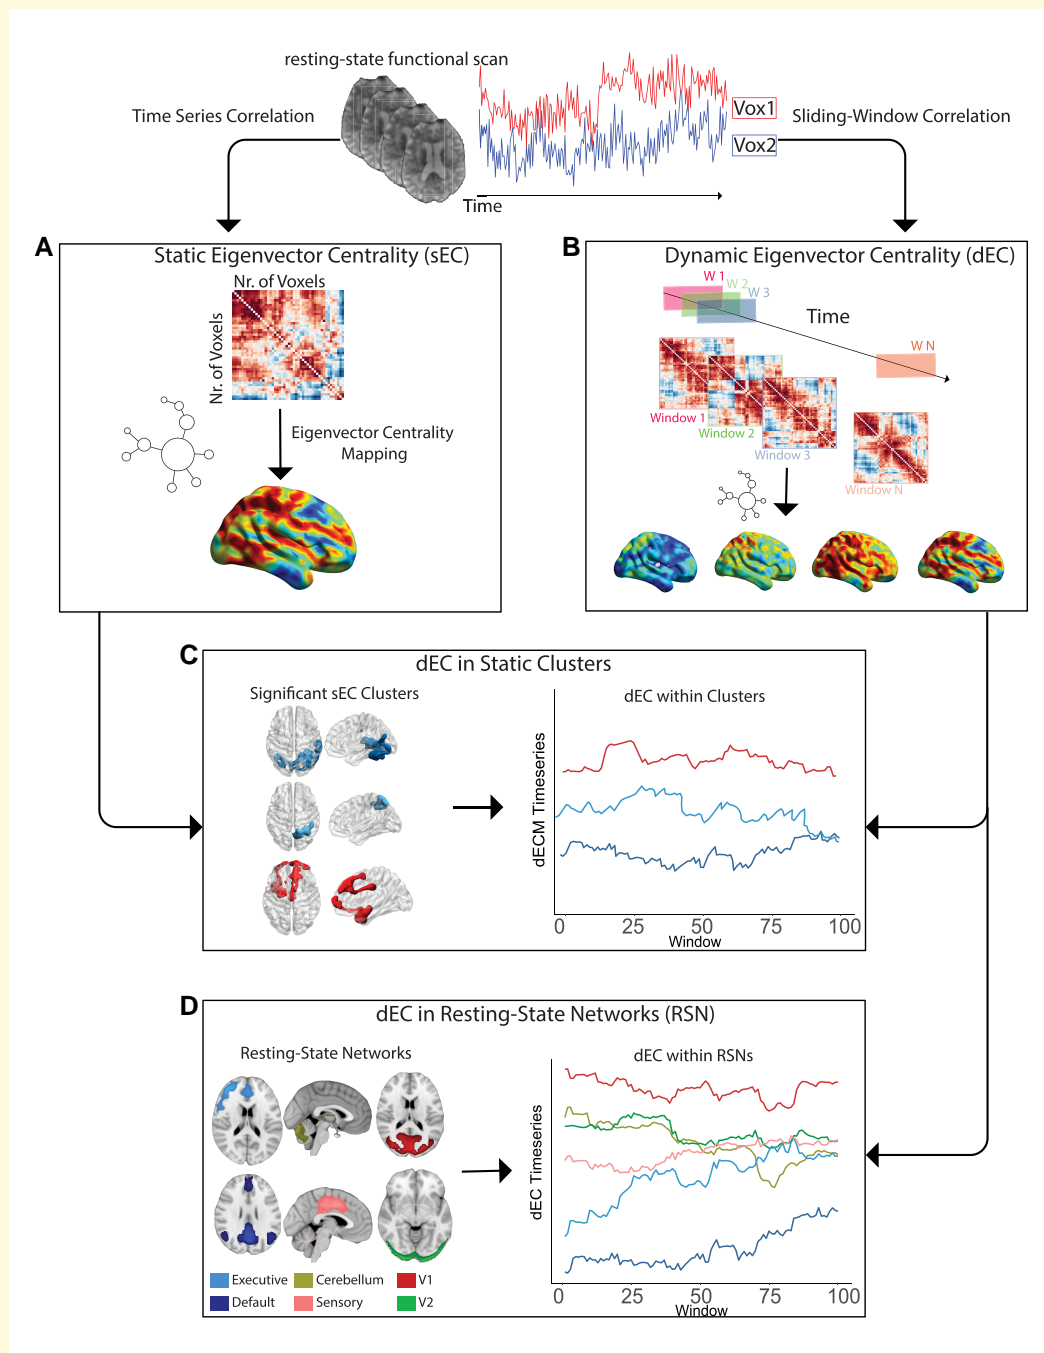 resting-state functional scan
Time Series Correlation
Vox1
Vox2
Sliding-Window Correlation
Time
A
Static Eigenvector Centrality (sEC)
Nr. of Voxels
Nr. of Voxels
Eigenvector Centrality
Mapping
B
Dynamic Eigenvector Centrality (dEC)
W 1
W 2
W 3
Time
W N
Window 1
Window 2
Window 3
Window N
C
dEC in Static Clusters
Significant sEC Clusters
dEC within Clusters
dECM Timeseries
0 25 50 75 100
Window
D
dEC in Resting-State Networks (RSN)
Resting-State Networks
dEC within RSNs
dEC Timeseries
0 25 50 75 100
Window
Executive Cerebellum V1
Default Sensory V2